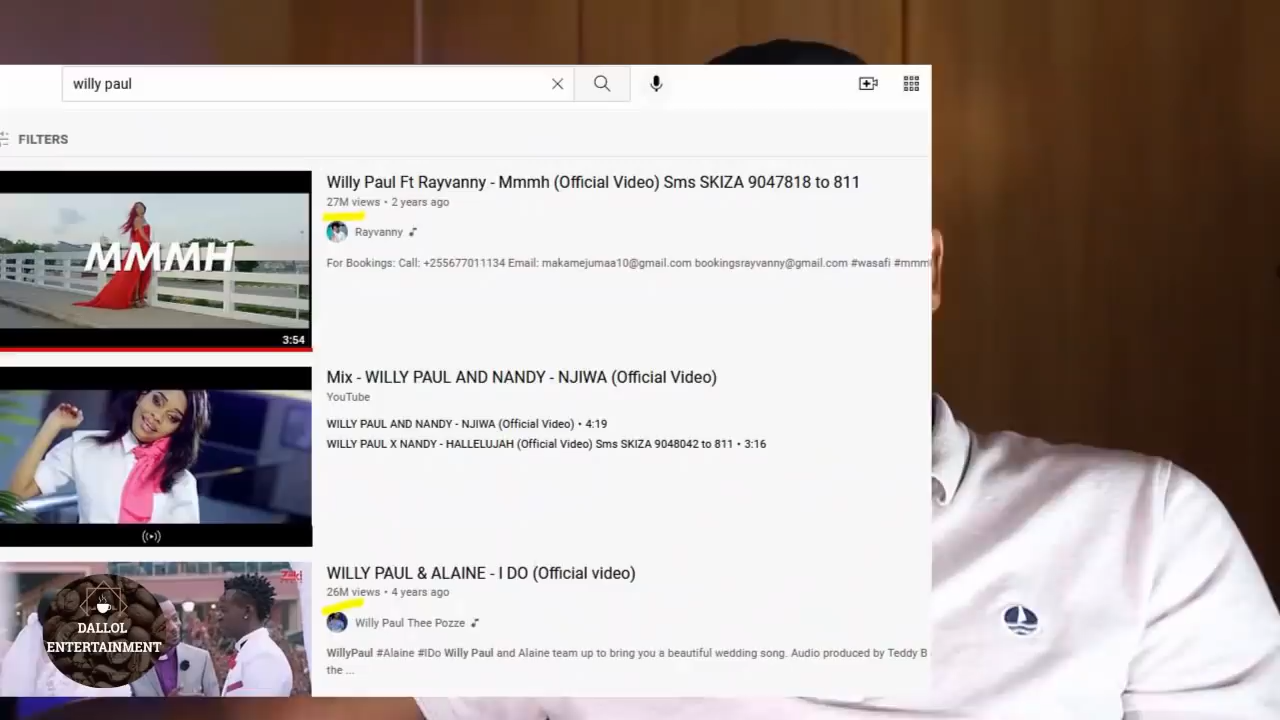 willy paul
FILTERS
Willy Paul Ft Rayvanny - Mmmh (Official Video) Sms SKIZA 9047818 to 811
27M views • 2 years ago
Rayvanny
For Bookings: Call: +255677011134 Email: makamejumaa10@gmail.com bookingsrayvanny@gmail.com #wasafi #mmm
MMMH
3:54
Mix - WILLY PAUL AND NANDY - NJIWA (Official Video)
YouTube
WILLY PAUL AND NANDY - NJIWA (Official Video) • 4:19
WILLY PAUL X NANDY - HALLELUJAH (Official Video) Sms SKIZA 9048042 to 811 • 3:16
WILLY PAUL & ALAINE - I DO (Official video)
26M views • 4 years ago
Willy Paul Thee Pozze
WillyPaul #Alaine #IDo Willy Paul and Alaine team up to bring you a beautiful wedding song. Audio produced by Teddy B
the ...
DALLOL
ENTERTAINMENT